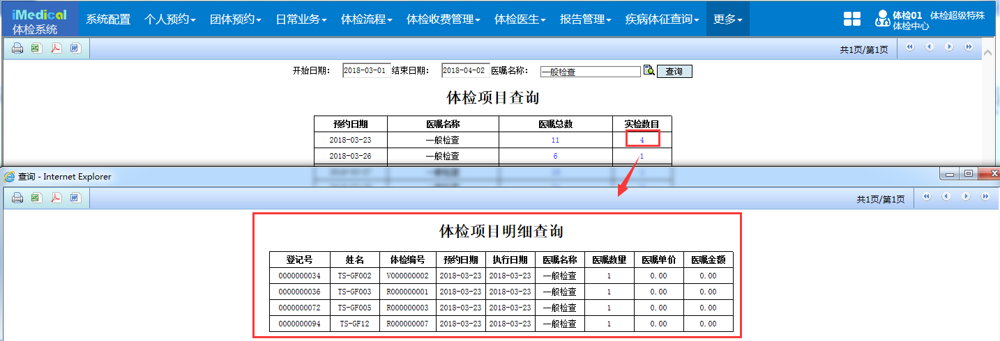 iMedical
体检系统
系统配置 个人预约 团体预约 日常业务 体检流程 体检收费管理 体检医生 报告管理 疾病体征查询 更多
体检01 体检超级特殊
体检中心
共1页/第1页
开始日期： 2018-03-01 结束日期： 2018-04-02 医嘱名称： 一般检查 查询
体检项目查询
预约日期 医嘱名称 医嘱总数 实检数目
2018-03-23 一般检查 11 4
2018-03-26 一般检查 6 1
查询 - Internet Explorer
共1页/第1页
体检项目明细查询
登记号 姓名 体检编号 预约日期 执行日期 医嘱名称 医嘱数量 医嘱单价 医嘱金额
0000000034 TS-GF002 V000000002 2018-03-23 2018-03-23 一般检查 1 0.00 0.00
0000000036 TS-GF003 R000000001 2018-03-23 2018-03-23 一般检查 1 0.00 0.00
0000000072 TS-GF005 R000000003 2018-03-23 2018-03-23 一般检查 1 0.00 0.00
0000000094 TS-GF12 R000000007 2018-03-23 2018-03-23 一般检查 1 0.00 0.00